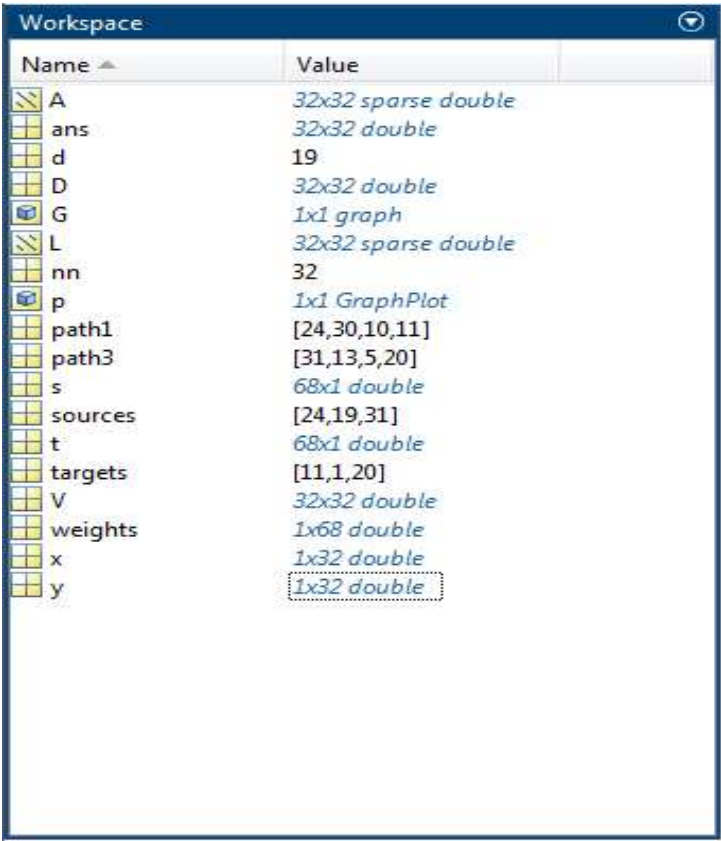 Workspace
Name Value
A 32x32 sparse double
ans 32x32 double
d 19
D 32x32 double
G 1x1 graph
L 32x32 sparse double
nn 32
p 1x1 GraphPlot
path1 [24,30,10,11]
path3 [31,13,5,20]
s 68x1 double
sources [24,19,31]
t 68x1 double
targets [11,1,20]
V 32x32 double
weights 1x68 double
x 1x32 double
y 1x32 double